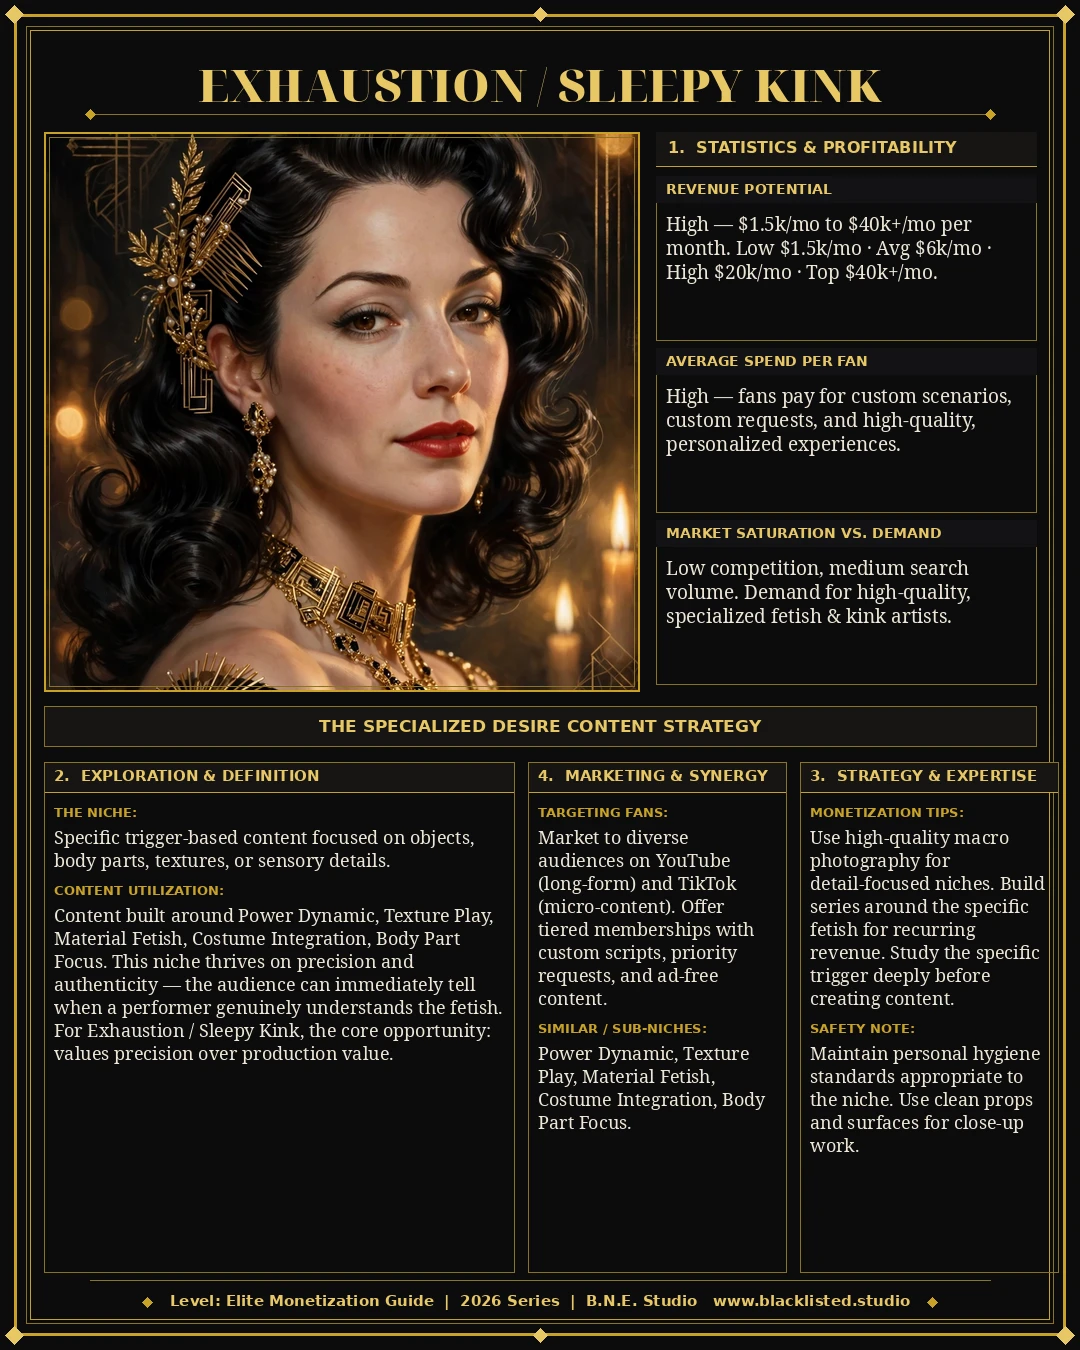 EXHAUSTION / SLEEPY KINK
1. STATISTICS & PROFITABILITY
REVENUE POTENTIAL
High — $1.5k/mo to $40k+/mo per
month. Low $1.5k/mo · Avg $6k/mo ·
High $20k/mo · Top $40k+/mo.
AVERAGE SPEND PER FAN
High — fans pay for custom scenarios,
custom requests, and high-quality,
personalized experiences.
MARKET SATURATION VS. DEMAND
Low competition, medium search
volume. Demand for high-quality,
specialized fetish & kink artists.
THE SPECIALIZED DESIRE CONTENT STRATEGY
2. EXPLORATION & DEFINITION
THE NICHE:
Specific trigger-based content focused on objects,
body parts, textures, or sensory details.
CONTENT UTILIZATION:
Content built around Power Dynamic, Texture Play,
Material Fetish, Costume Integration, Body Part
Focus. This niche thrives on precision and
authenticity — the audience can immediately tell
when a performer genuinely understands the fetish.
For Exhaustion / Sleepy Kink, the core opportunity:
values precision over production value.
4. MARKETING & SYNERGY
TARGETING FANS:
Market to diverse
audiences on YouTube
(long-form) and TikTok
(micro-content). Offer
tiered memberships with
custom scripts, priority
requests, and ad-free
content.
SIMILAR / SUB-NICHES:
Power Dynamic, Texture
Play, Material Fetish,
Costume Integration, Body
Part Focus.
3. STRATEGY & EXPERTISE
MONETIZATION TIPS:
Use high-quality macro
photography for
detail-focused niches. Build
series around the specific
fetish for recurring
revenue. Study the specific
trigger deeply before
creating content.
SAFETY NOTE:
Maintain personal hygiene
standards appropriate to
the niche. Use clean props
and surfaces for close-up
work.
Level: Elite Monetization Guide | 2026 Series | B.N.E. Studio www.blacklisted.studio